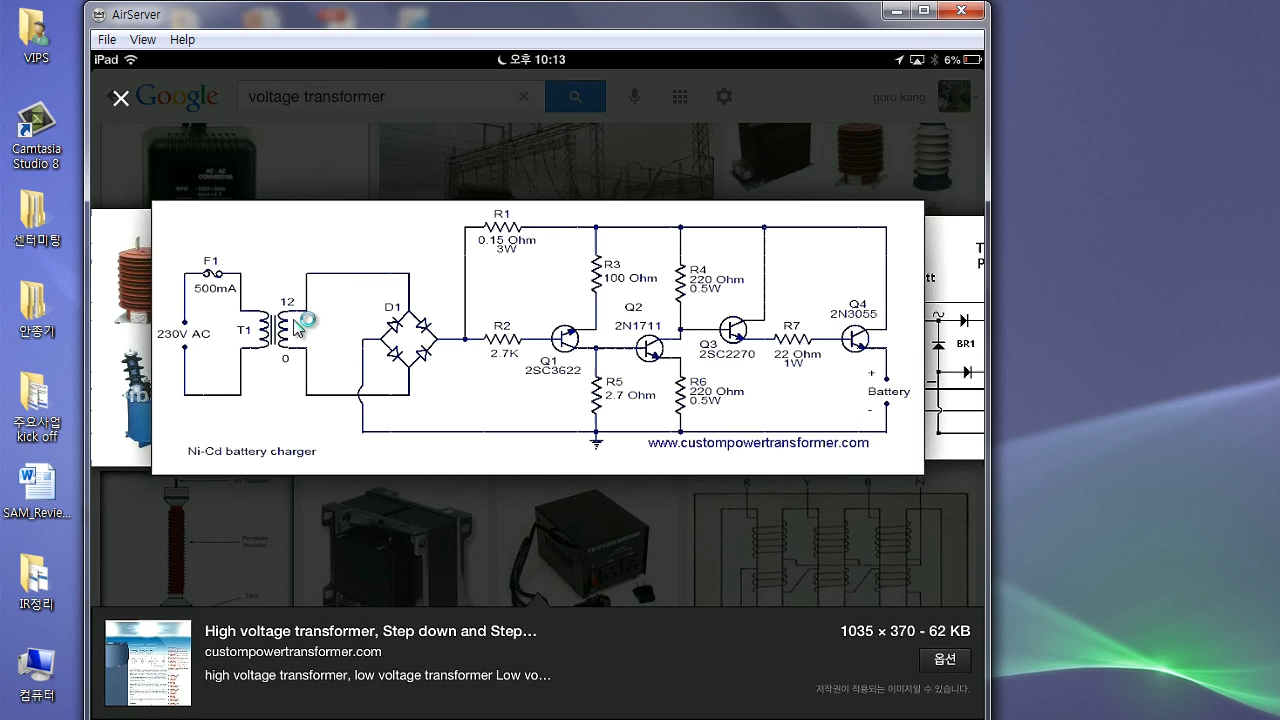 AirServer
File View Help
iPad 오후 10:13 6%
Google voltage transformer goru kang
VIPS
Camtasia
Studio 8
센터미팅
안종기
주요사업
kick off
SAM_Revie...
IR정리
컴퓨터
AC-AC
CONVERTOR
R1
0.15 Ohm
3W
F1
500mA
R3
100 Ohm
R4
220 Ohm
0.5W
12
D1
Q2
2N1711
Q4
2N3055
230V AC
T1
R2
2.7K
Q1
2SC3622
Q3
2SC2270
R7
22 Ohm
1W
0
R5
2.7 Ohm
R6
220 Ohm
0.5W
+
Battery
-
www.custompowertransformer.com
Ni-Cd battery charger
BR1
R Y B N
High voltage transformer, Step down and Step…
custompowertransformer.com
high voltage transformer, low voltage transformer Low vo…
1035 × 370 - 62 KB
옵션
저작권이 적용되는 이미지일 수 있습니다.